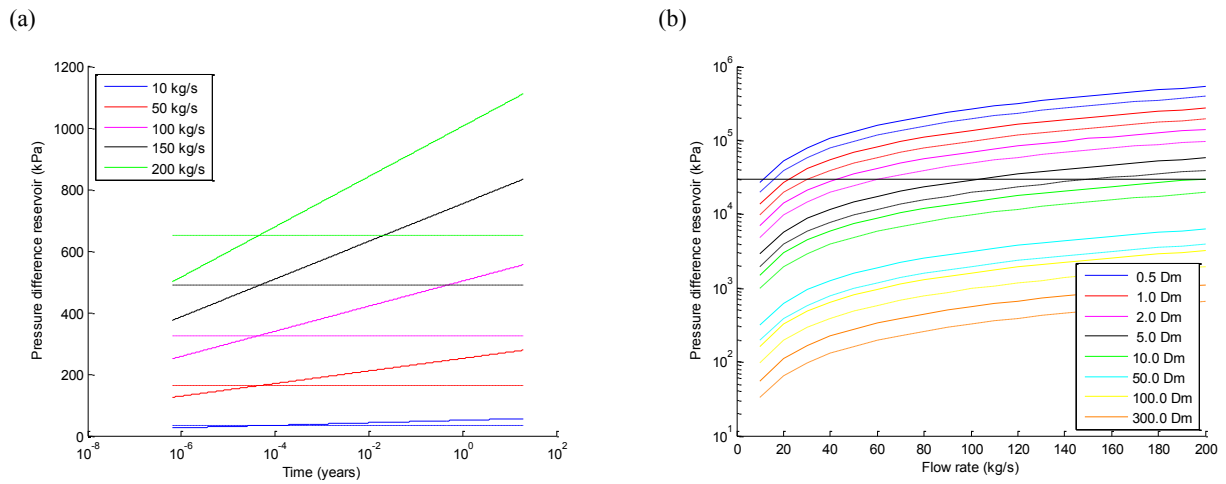 (a)
(b)
1200
1000
800
600
400
200
0
Pressure difference reservoir (kPa)
10 kg/s
50 kg/s
100 kg/s
150 kg/s
200 kg/s
10^-8
10^-6
10^-4
10^-2
10^0
10^2
Time (years)
10^6
10^5
10^4
10^3
10^2
10^1
Pressure difference reservoir (kPa)
0.5 Dm
1.0 Dm
2.0 Dm
5.0 Dm
10.0 Dm
50.0 Dm
100.0 Dm
300.0 Dm
0
20
40
60
80
100
120
140
160
180
200
Flow rate (kg/s)